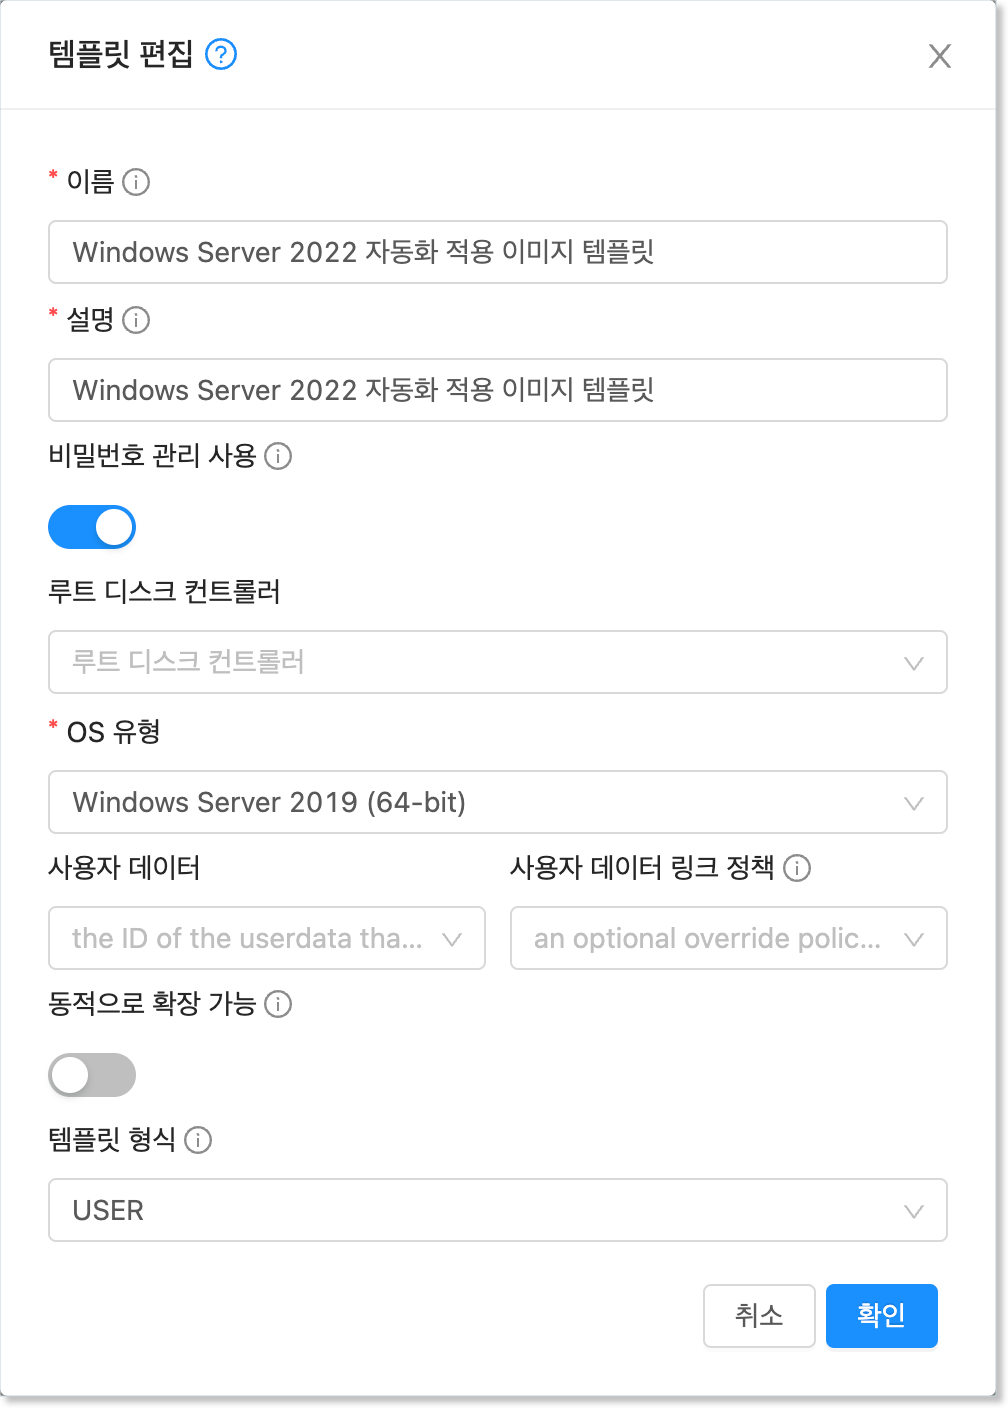 템플릿 편집
* 이름
Windows Server 2022 자동화 적용 이미지 템플릿
* 설명
Windows Server 2022 자동화 적용 이미지 템플릿
비밀번호 관리 사용
루트 디스크 컨트롤러
루트 디스크 컨트롤러
* OS 유형
Windows Server 2019 (64-bit)
사용자 데이터 사용자 데이터 링크 정책
the ID of the userdata tha... an optional override polic...
동적으로 확장 가능
템플릿 형식
USER
취소 확인